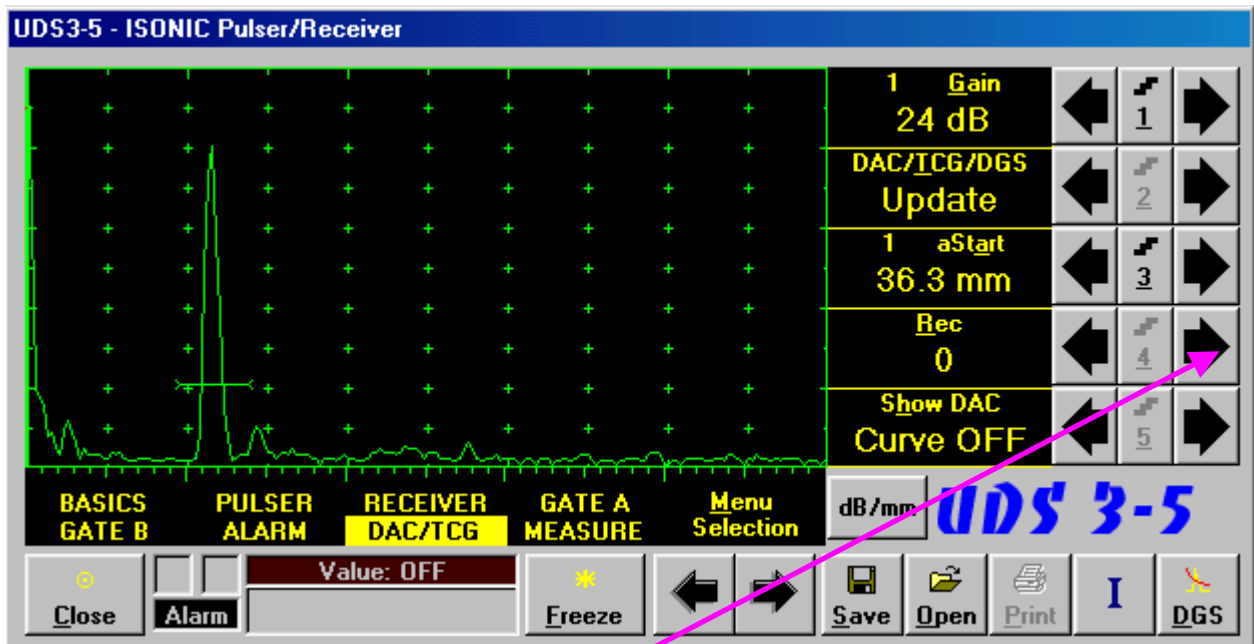 UDS3-5 - ISONIC Pulser/Receiver
1 Gain
24 dB
1
DAC/TCG/DGS
Update
2
1 aStart
36.3 mm
3
Rec
0
4
Show DAC
Curve OFF
5
BASICS PULSER RECEIVER GATE A Menu
GATE B ALARM DAC/TCG MEASURE Selection
dB/mm
UDS 3-5
Close
Alarm
Value: OFF
Freeze
Save
Open
Print
I
DGS